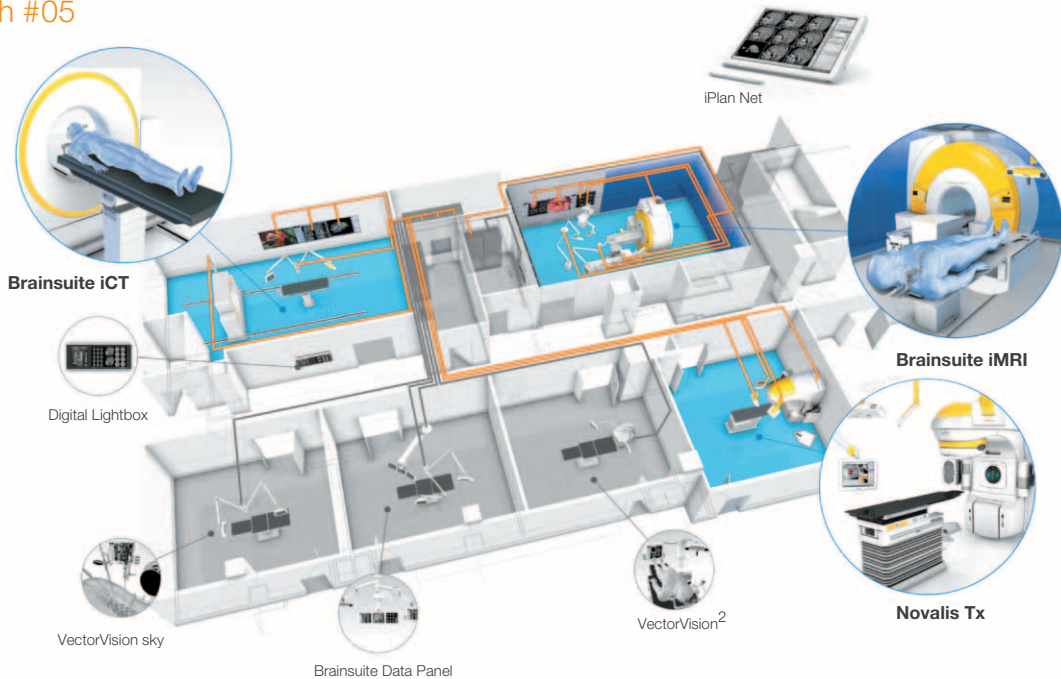 #05
iPlan Net
Brainsuite iCT
Brainsuite iMRI
Digital Lightbox
Novalis Tx
VectorVision²
VectorVision sky
Brainsuite Data Panel